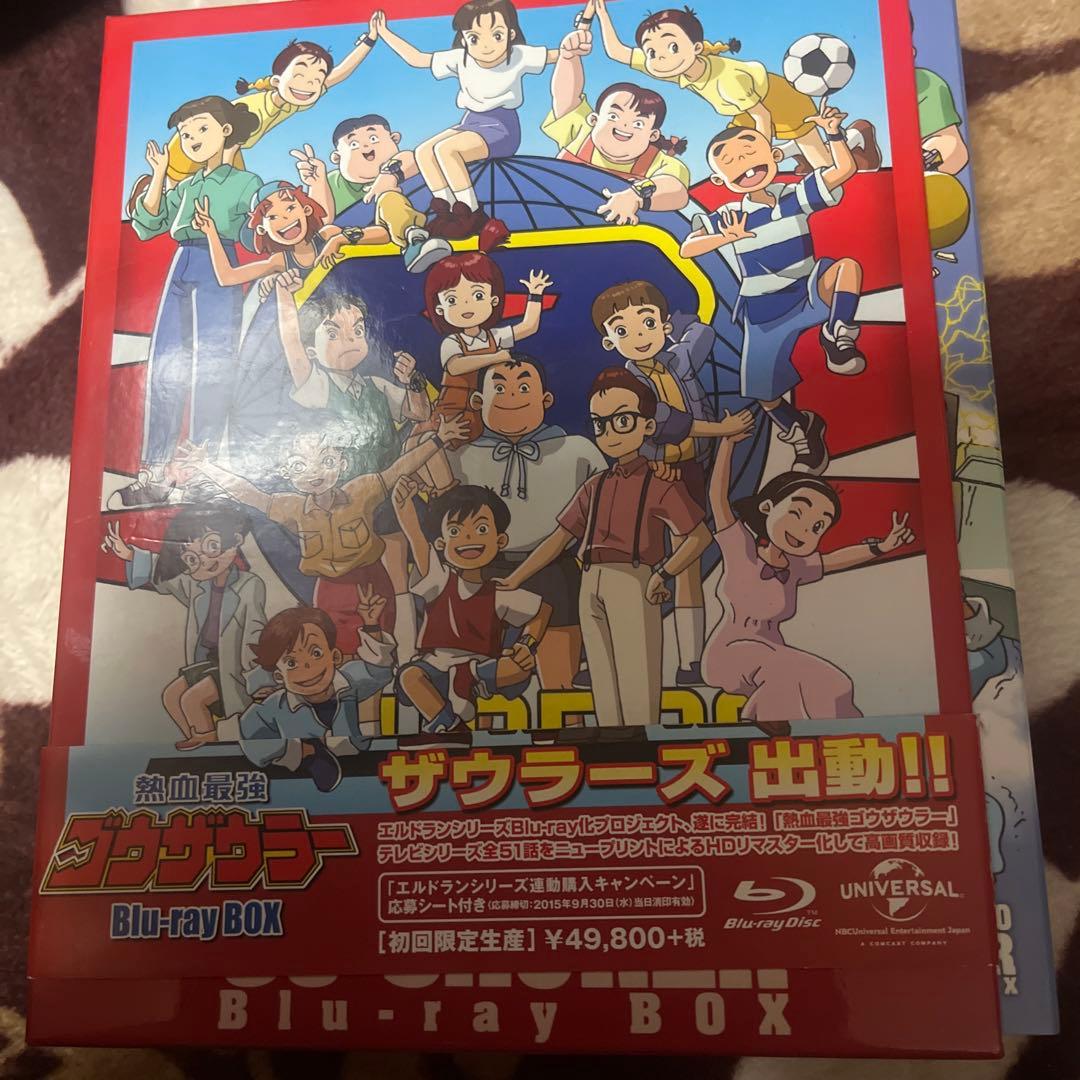 ザウラーズ 出動!!
熱血最強
ゴウザウラー
Blu-ray BOX
エルドランシリーズBlu-ray化プロジェクト、遂に完結!「熱血最強ゴウザウラー」
テレビシリーズ全51話をニュープリントによるHDリマスター化して高画質収録!
「エルドランシリーズ連動購入キャンペーン」
応募シート付き(応募締切:2015年9月30日(水)当日消印有効)
[初回限定生産] ¥49,800+税
Blu-ray Disc™
UNIVERSAL
NBCUniversal Entertainment Japan
A COMCAST COMPANY
Blu-ray BOX